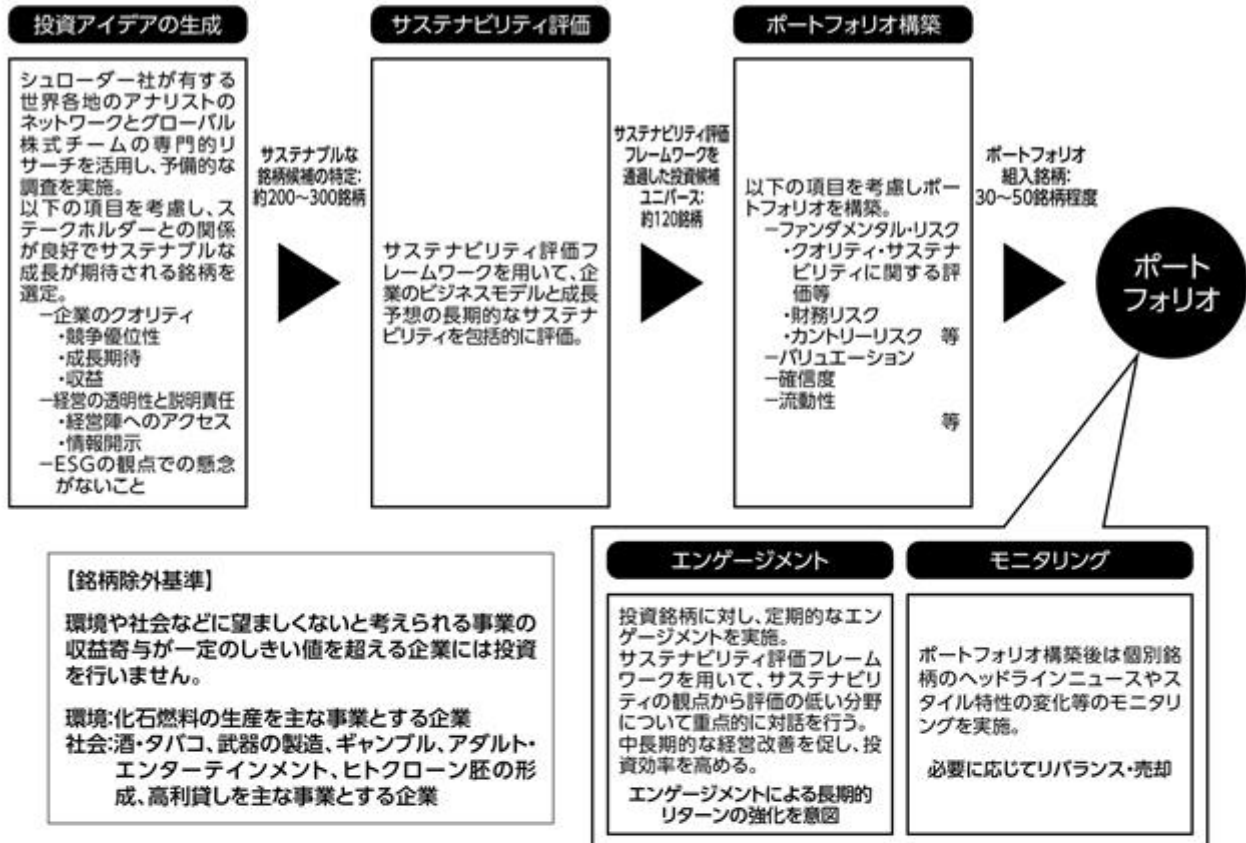 投資アイデアの生成
シュローダー社が有する
世界各地のアナリストの
ネットワークとグローバル
株式チームの専門的リ
サーチを活用し、予備的な
調査を実施。
以下の項目を考慮し、ス
テークホルダーとの関係
が良好でサステナブルな
成長が期待される銘柄を
選定。
－企業のクオリティ
・競争優位性
・成長期待
・収益
－経営の透明性と説明責任
・経営陣へのアクセス
・情報開示
－ESGの観点での懸念
がないこと
サステナブルな
銘柄候補の特定:
約200～300銘柄
サステナビリティ評価
サステナビリティ評価フ
レームワークを用いて、企
業のビジネスモデルと成長
予想の長期的なサステナ
ビリティを包括的に評価。
サステナビリティ評価
フレームワークを
通過した投資候補
ユニバース:
約120銘柄
ポートフォリオ構築
以下の項目を考慮しポー
トフォリオを構築。
－ファンダメンタル・リスク
・クオリティ・サステナ
ビリティに関する評
価等
・財務リスク
・カントリーリスク 等
－バリュエーション
－確信度
－流動性
等
ポートフォリオ
組入銘柄:
30～50銘柄程度
ポート
フォリオ
【銘柄除外基準】
環境や社会などに望ましくないと考えられる事業の
収益寄与が一定のしきい値を超える企業には投資
を行いません。
環境:化石燃料の生産を主な事業とする企業
社会:酒・タバコ、武器の製造、ギャンブル、アダルト・
エンターテインメント、ヒトクローン胚の形
成、高利貸しを主な事業とする企業
エンゲージメント
投資銘柄に対し、定期的なエン
ゲージメントを実施。
サステナビリティ評価フレーム
ワークを用いて、サステナビリ
ティの観点から評価の低い分野
について重点的に対話を行う。
中長期的な経営改善を促し、投
資効率を高める。
エンゲージメントによる長期的
リターンの強化を意図
モニタリング
ポートフォリオ構築後は個別銘
柄のヘッドラインニュースやス
タイル特性の変化等のモニタリ
ングを実施。
必要に応じてリバランス・売却